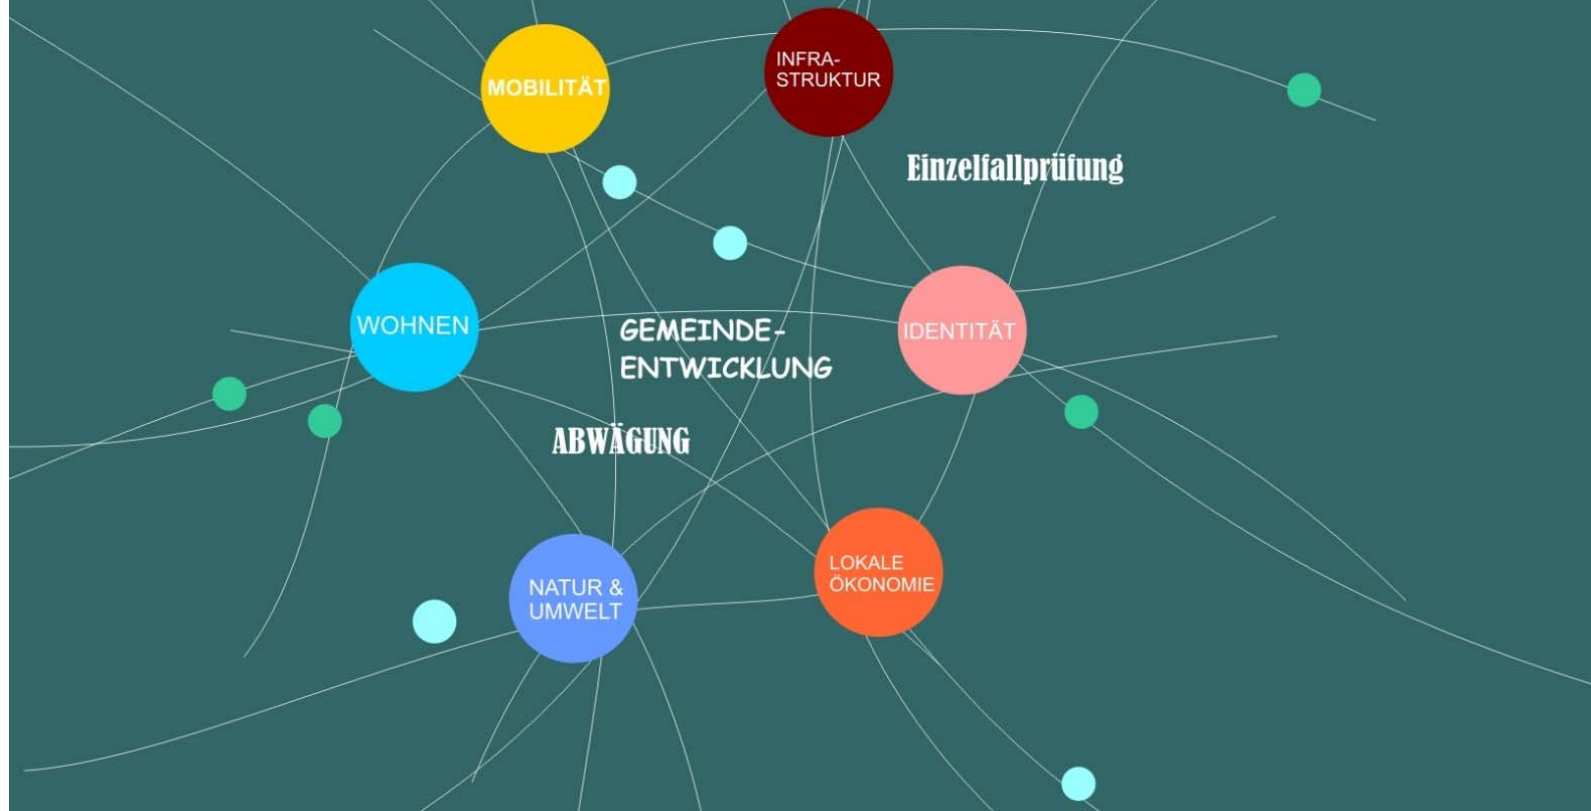 MOBILITÄT
INFRA-
STRUKTUR
Einzelfallprüfung
WOHNEN
GEMEINDE-
ENTWICKLUNG
IDENTITÄT
ABWÄGUNG
NATUR &
UMWELT
LOKALE
ÖKONOMIE